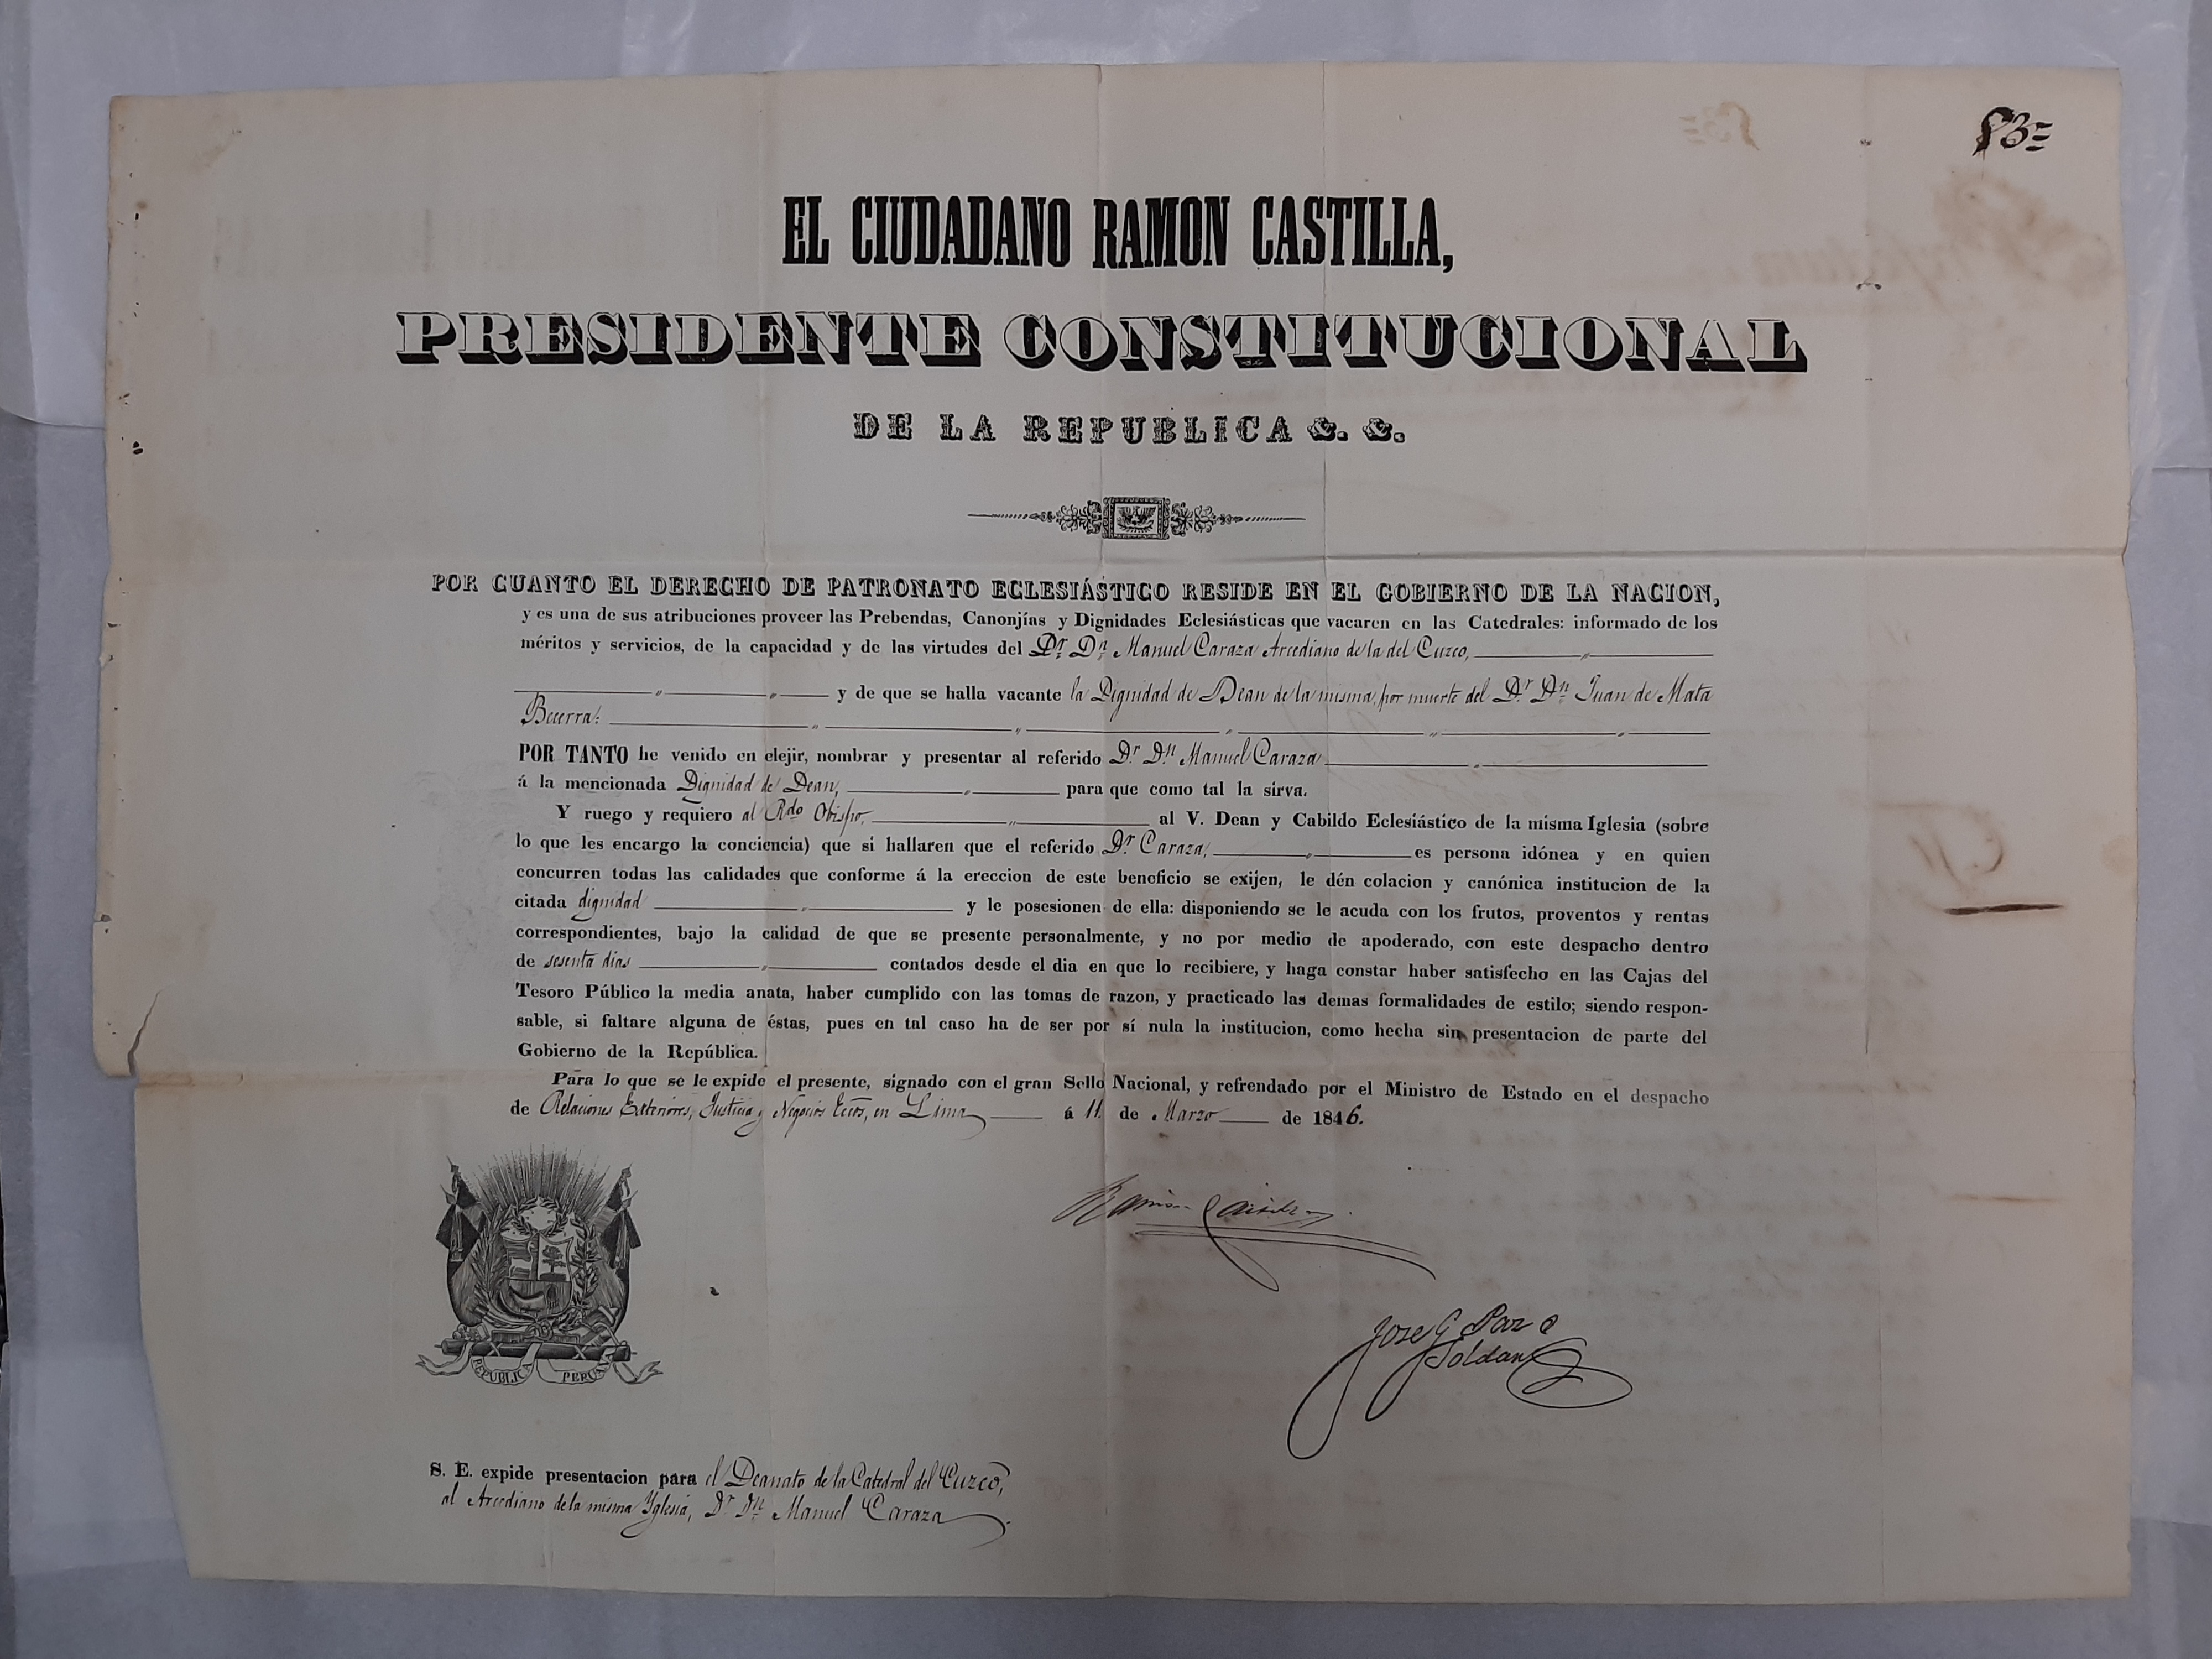 83=
EL CIUDADANO RAMON CASTILLA,
PRESIDENTE CONSTITUCIONAL
DE LA REPUBLICA &. &.
POR CUANTO EL DERECHO DE PATRONATO ECLESIÁSTICO RESIDE EN EL GOBIERNO DE LA NACION,
y es una de sus atribuciones proveer las Prebendas, Canonjías y Dignidades Eclesiásticas que vacaren en las Catedrales: informado de los
méritos y servicios, de la capacidad y de las virtudes del Dr. Dn. Manuel Caraza Arcediano de la del Cuzco,
y de que se halla vacante la Dignidad de Dean de la misma, por muerte del Dr. Dn. Juan de Mata
Becerra:
POR TANTO he venido en elejir, nombrar y presentar al referido Dr. Dn. Manuel Caraza
á la mencionada Dignidad de Dean, para que como tal la sirva.
Y ruego y requiero al Rdo Obispo, al V. Dean y Cabildo Eclesiástico de la misma Iglesia (sobre
lo que les encargo la conciencia) que si hallaren que el referido Dr. Caraza, es persona idónea y en quien
concurren todas las calidades que conforme á la ereccion de este beneficio se exijen, le dén colacion y canónica institucion de la
citada dignidad y le posesionen de ella: disponiendo se le acuda con los frutos, proventos y rentas
correspondientes, bajo la calidad de que se presente personalmente, y no por medio de apoderado, con este despacho dentro
de sesenta dias contados desde el dia en que lo recibiere, y haga constar haber satisfecho en las Cajas del
Tesoro Público la media anata, haber cumplido con las tomas de razon, y practicado las demas formalidades de estilo; siendo respon-
sable, si faltare alguna de éstas, pues en tal caso ha de ser por sí nula la institucion, como hecha sin presentacion de parte del
Gobierno de la República.
Para lo que se le expide el presente, signado con el gran Sello Nacional, y refrendado por el Ministro de Estado en el despacho
de Relaciones Exteriores, Justicia y Negocios Eccos, en Lima á 11 de Marzo de 1846.
Ramon Castilla
Jose G Paz
Soldan
REPUBLICA PERUANA
S. E. expide presentacion para el Deanato de la Catedral del Cuzco,
al Arcediano de la misma Yglesia, Dr. Dn. Manuel Caraza.